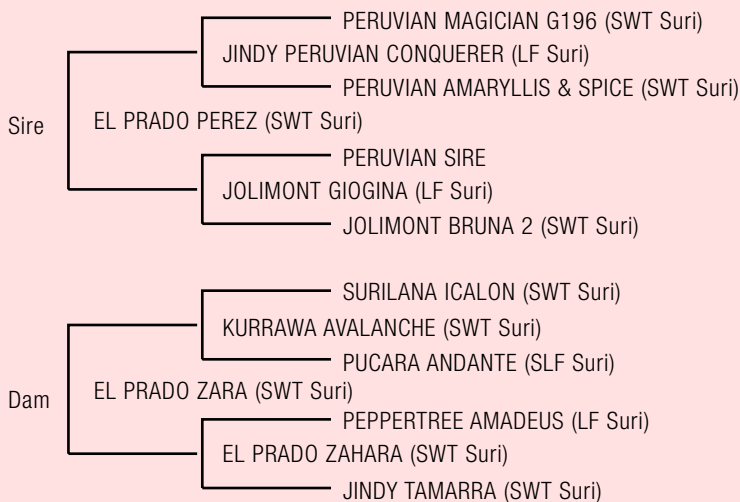 PERUVIAN MAGICIAN G196 (SWT Suri)
JINDY PERUVIAN CONQUERER (LF Suri)
PERUVIAN AMARYLLIS & SPICE (SWT Suri)
Sire
EL PRADO PEREZ (SWT Suri)
PERUVIAN SIRE
JOLIMONT GIOGINA (LF Suri)
JOLIMONT BRUNA 2 (SWT Suri)
SURILANA ICALON (SWT Suri)
KURRAWA AVALANCHE (SWT Suri)
PUCARA ANDANTE (SLF Suri)
Dam
EL PRADO ZARA (SWT Suri)
PEPPERTREE AMADEUS (LF Suri)
EL PRADO ZAHARA (SWT Suri)
JINDY TAMARRA (SWT Suri)